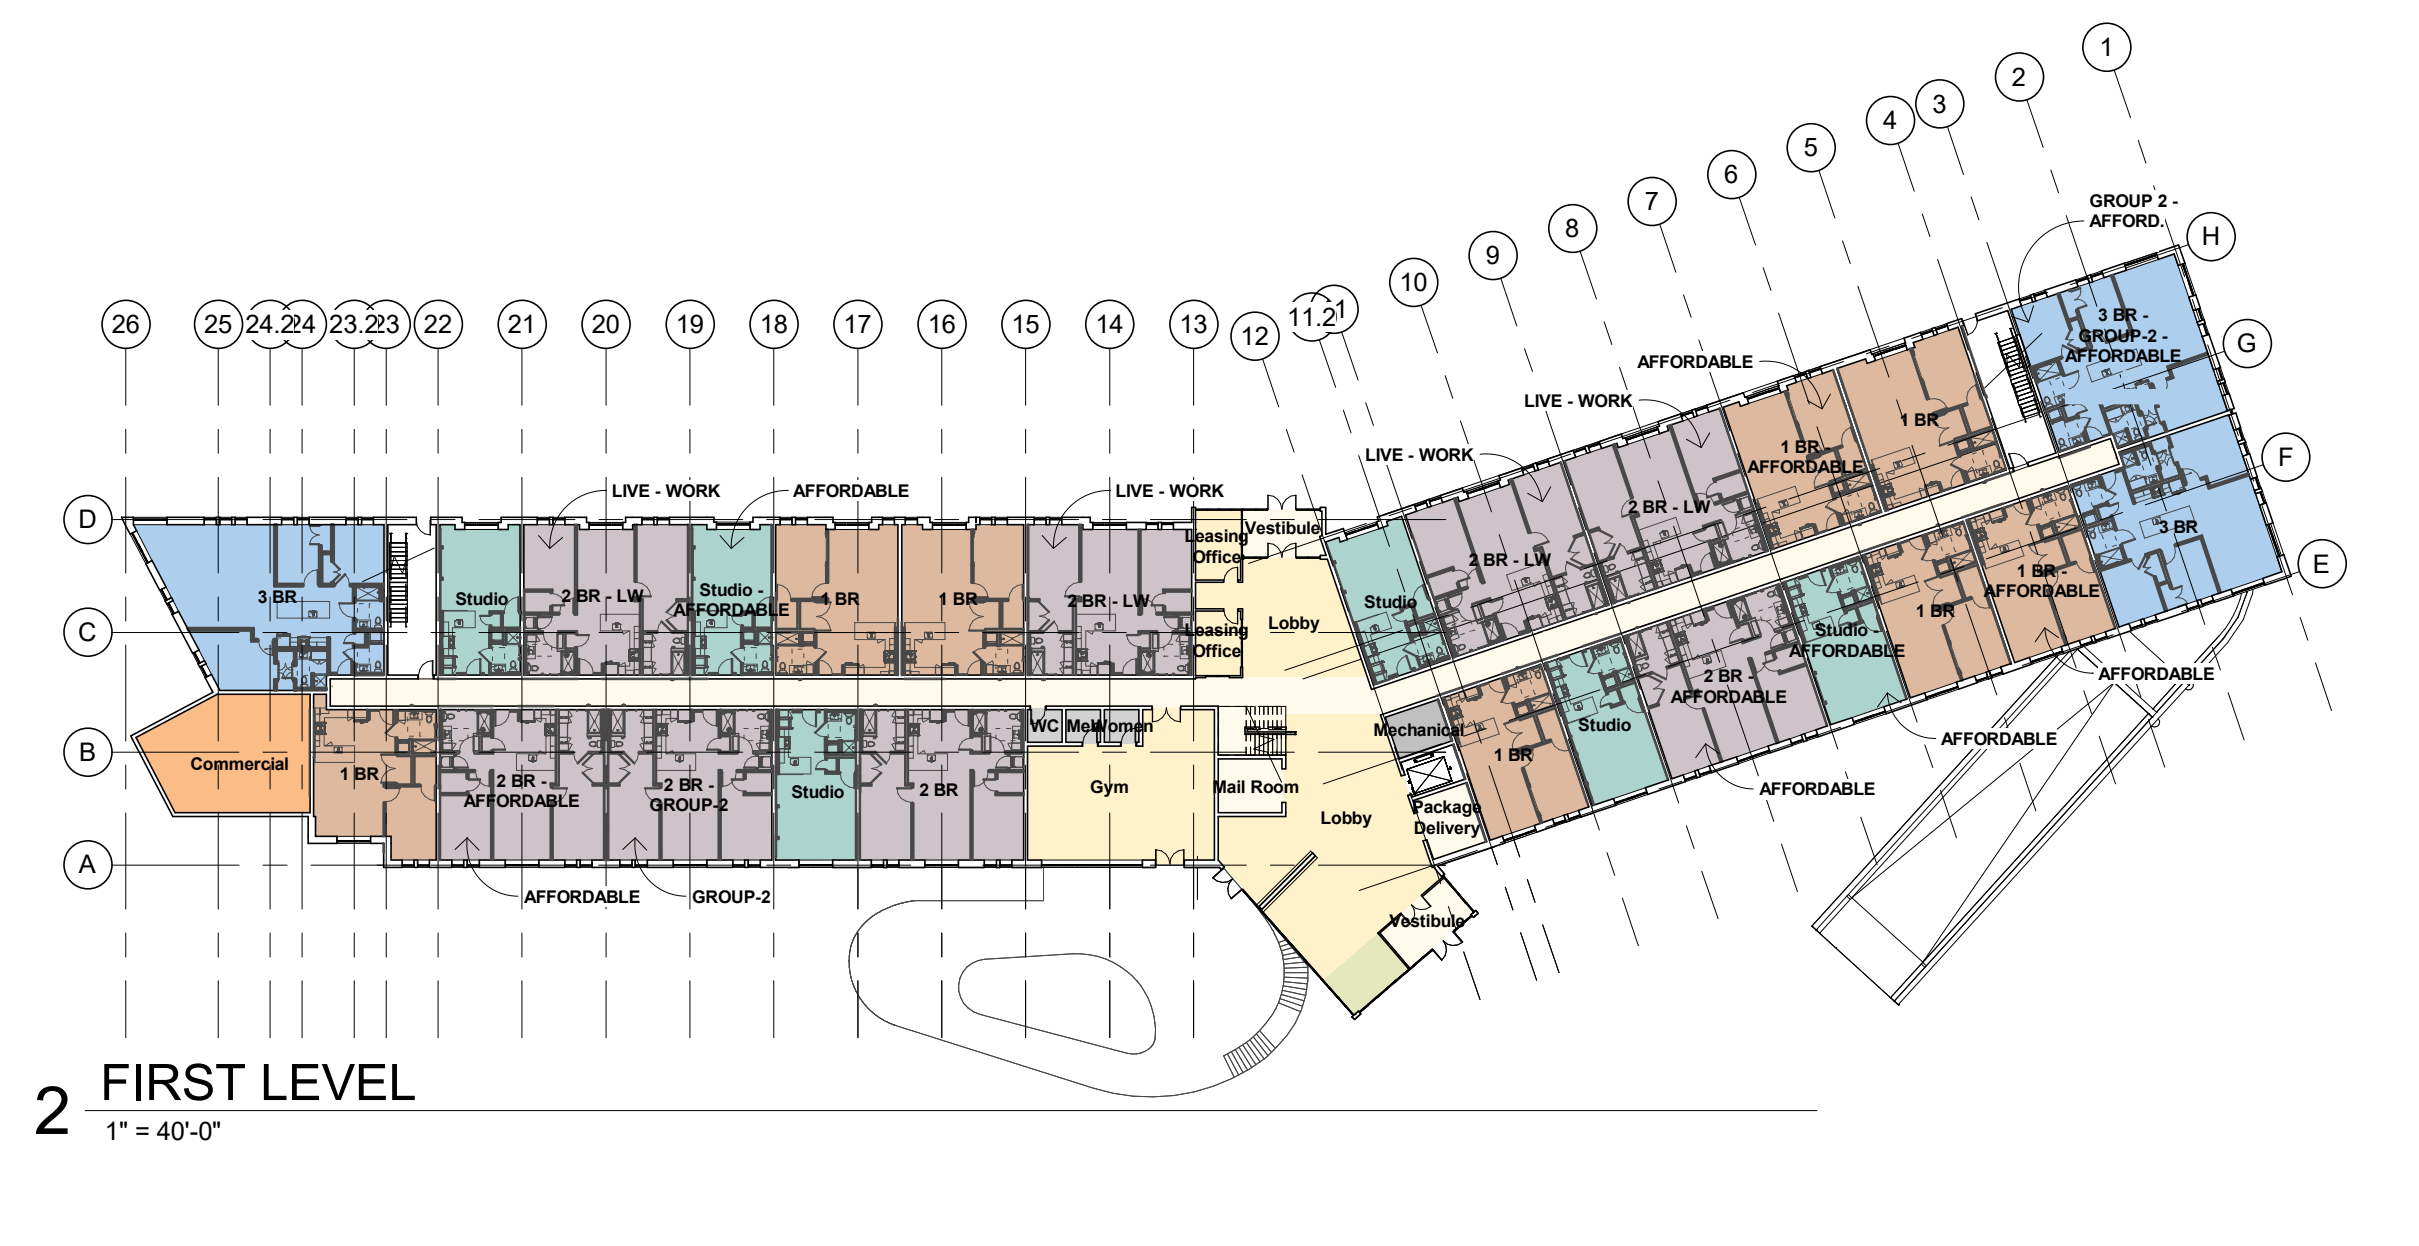 1
2
3
4
5
6
7
8
9
10
11.2
12
GROUP 2 -
AFFORD.
H
G
F
E
26
25
24.2
24
23.2
23
22
21
20
19
18
17
16
15
14
13
D
C
B
A
AFFORDABLE
LIVE - WORK
LIVE - WORK
LIVE - WORK
AFFORDABLE
LIVE - WORK
3 BR -
GROUP-2 -
AFFORDABLE
1 BR
1 BR -
AFFORDABLE
2 BR - LW
2 BR - LW
Studio
3 BR
1 BR -
AFFORDABLE
1 BR
Studio -
AFFORDABLE
2 BR -
AFFORDABLE
Studio
1 BR
AFFORDABLE
AFFORDABLE
AFFORDABLE
3 BR
Studio
2 BR - LW
Studio -
AFFORDABLE
1 BR
1 BR
2 BR - LW
Leasing
Office
Vestibule
Leasing
Office
Lobby
Commercial
1 BR
2 BR -
AFFORDABLE
2 BR -
GROUP-2
Studio
2 BR
WC
Men
Women
Gym
Mail Room
Lobby
Mechanical
Package
Delivery
Vestibule
AFFORDABLE
GROUP-2
2
FIRST LEVEL
1" = 40'-0"